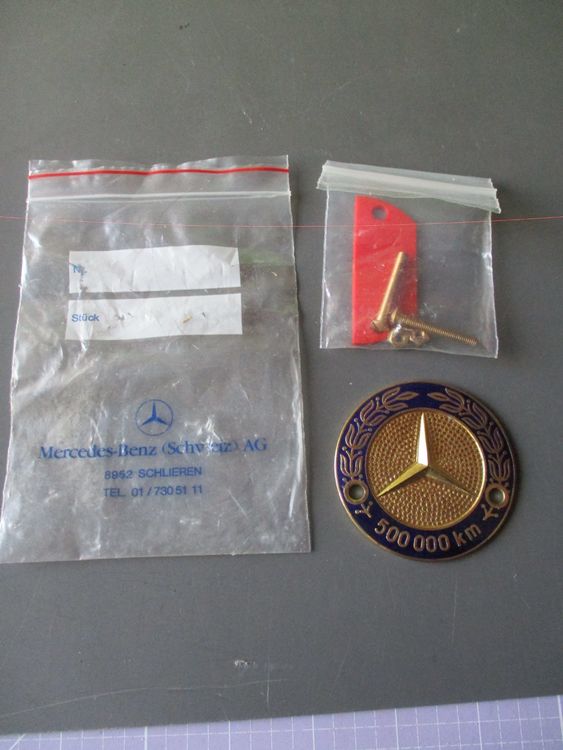 Nr.
Stück
Mercedes-Benz (Schweiz) AG
8952 SCHLIEREN
TEL. 01/730 51 11
500 000 km